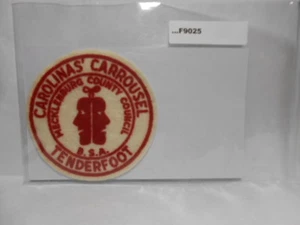 ....F9025
CAROLINAS' CARROUSEL
MECKLENBURG COUNTY COUNCIL
B.S.A.
TENDERFOOT